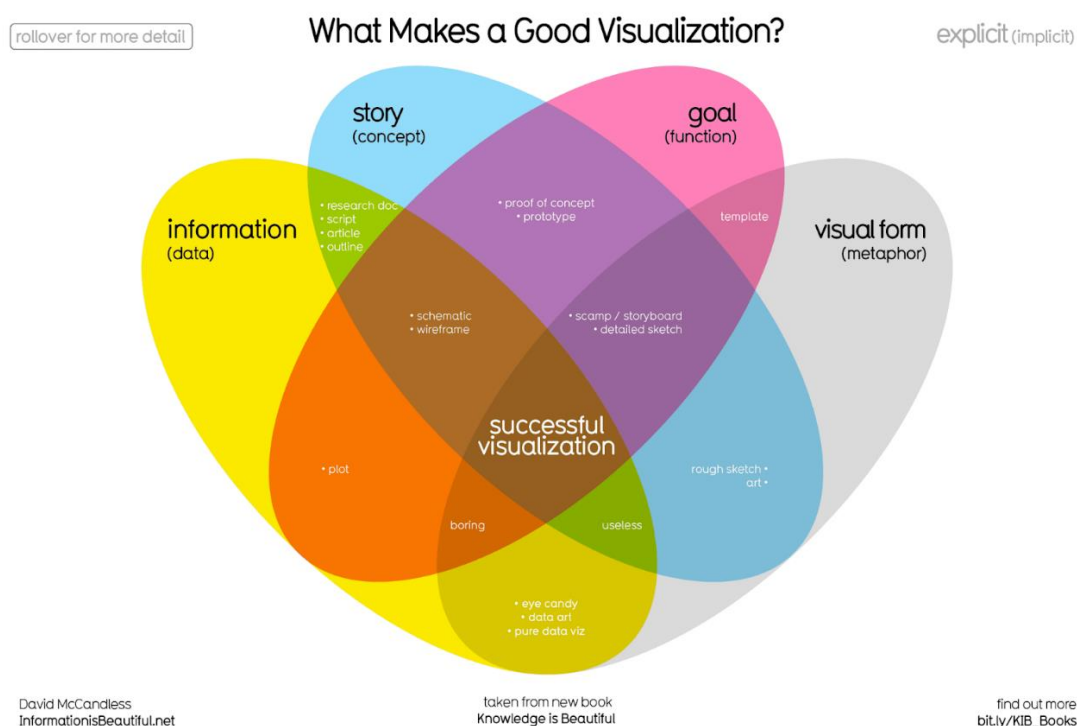 What Makes a Good Visualization?
rollover for more detail
explicit (implicit)
story
(concept)
goal
(function)
information
(data)
visual form
(metaphor)
• research doc
• script
• article
• outline
• proof of concept
• prototype
template
• schematic
• wireframe
• scamp / storyboard
• detailed sketch
successful
visualization
• plot
rough sketch •
art •
boring
useless
• eye candy
• data art
• pure data viz
David McCandless
InformationisBeautiful.net
taken from new book
Knowledge is Beautiful
find out more
bit.ly/KIB_Books